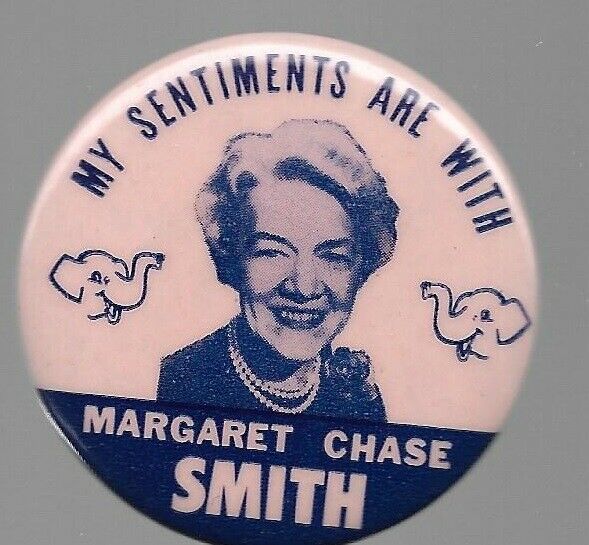 MY SENTIMENTS ARE WITH
MARGARET CHASE
SMITH